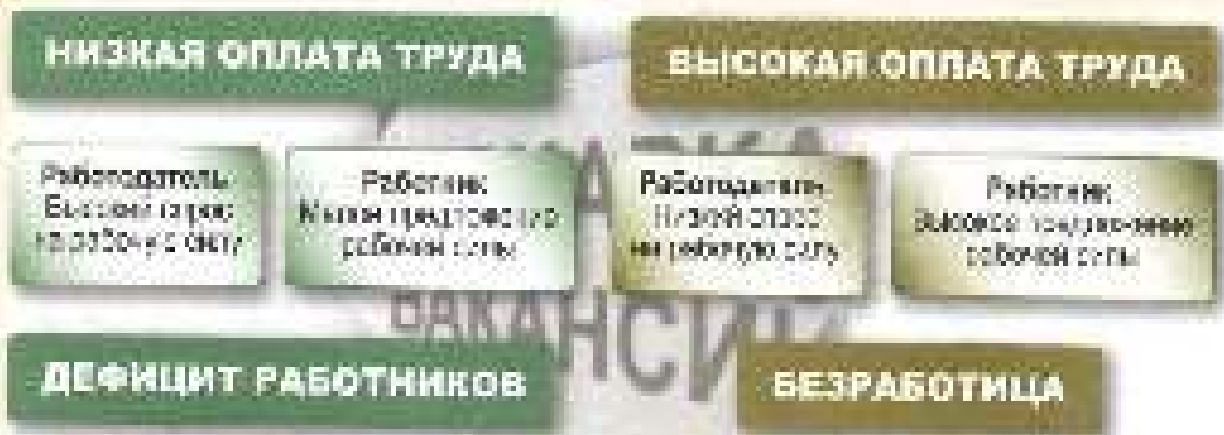 НИЗКАЯ ОПЛАТА ТРУДА
ВЫСОКАЯ ОПЛАТА ТРУДА
Работодатель
Высокий спрос
на рабочую силу
Работник
Малое предложение
рабочей силы
Работодатель
Низкий спрос
на рабочую силу
Работник
Высокое предложение
рабочей силы
ВАКАНСИИ
ДЕФИЦИТ РАБОТНИКОВ
БЕЗРАБОТИЦА